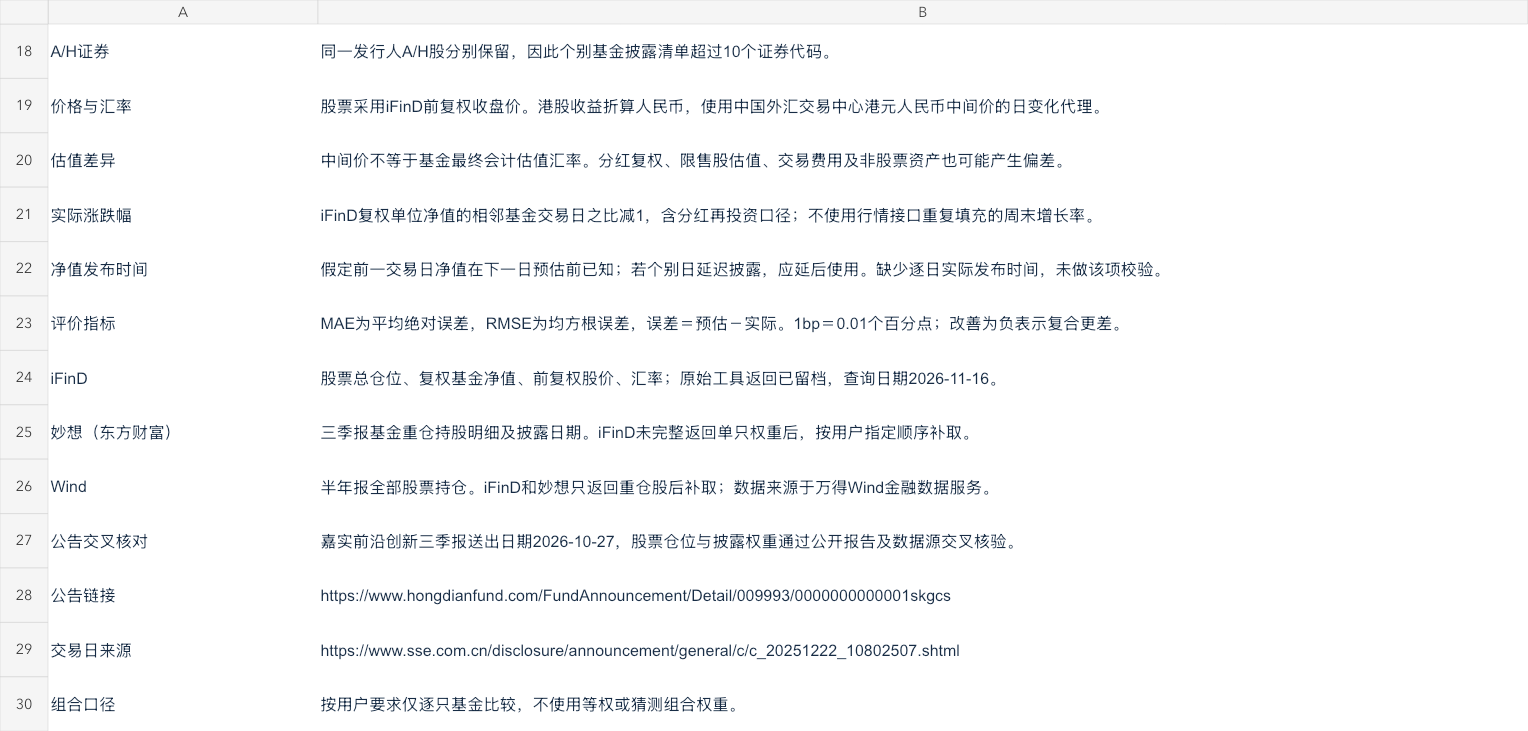 A B
18 A/H证券 同一发行人A/H股分别保留，因此个别基金披露清单超过10个证券代码。
19 价格与汇率 股票采用iFinD前复权收盘价。港股收益折算人民币，使用中国外汇交易中心港元人民币中间价的日变化代理。
20 估值差异 中间价不等于基金最终会计估值汇率。分红复权、限售股估值、交易费用及非股票资产也可能产生偏差。
21 实际涨跌幅 iFinD复权单位净值的相邻基金交易日之比减1，含分红再投资口径；不使用行情接口重复填充的周末增长率。
22 净值发布时间 假定前一交易日净值在下一日预估前已知；若个别日延迟披露，应延后使用。缺少逐日实际发布时间，未做该项校验。
23 评价指标 MAE为平均绝对误差，RMSE为均方根误差，误差＝预估－实际。1bp＝0.01个百分点；改善为负表示复合更差。
24 iFinD 股票总仓位、复权基金净值、前复权股价、汇率；原始工具返回已留档，查询日期2026-11-16。
25 妙想（东方财富） 三季报基金重仓持股明细及披露日期。iFinD未完整返回单只权重后，按用户指定顺序补取。
26 Wind 半年报全部股票持仓。iFinD和妙想只返回重仓股后补取；数据来源于万得Wind金融数据服务。
27 公告交叉核对 嘉实前沿创新三季报送出日期2026-10-27，股票仓位与披露权重通过公开报告及数据源交叉核验。
28 公告链接 https://www.hongdianfund.com/FundAnnouncement/Detail/009993/0000000000001skgcs
29 交易日来源 https://www.sse.com.cn/disclosure/announcement/general/c/c_20251222_10802507.shtml
30 组合口径 按用户要求仅逐只基金比较，不使用等权或猜测组合权重。